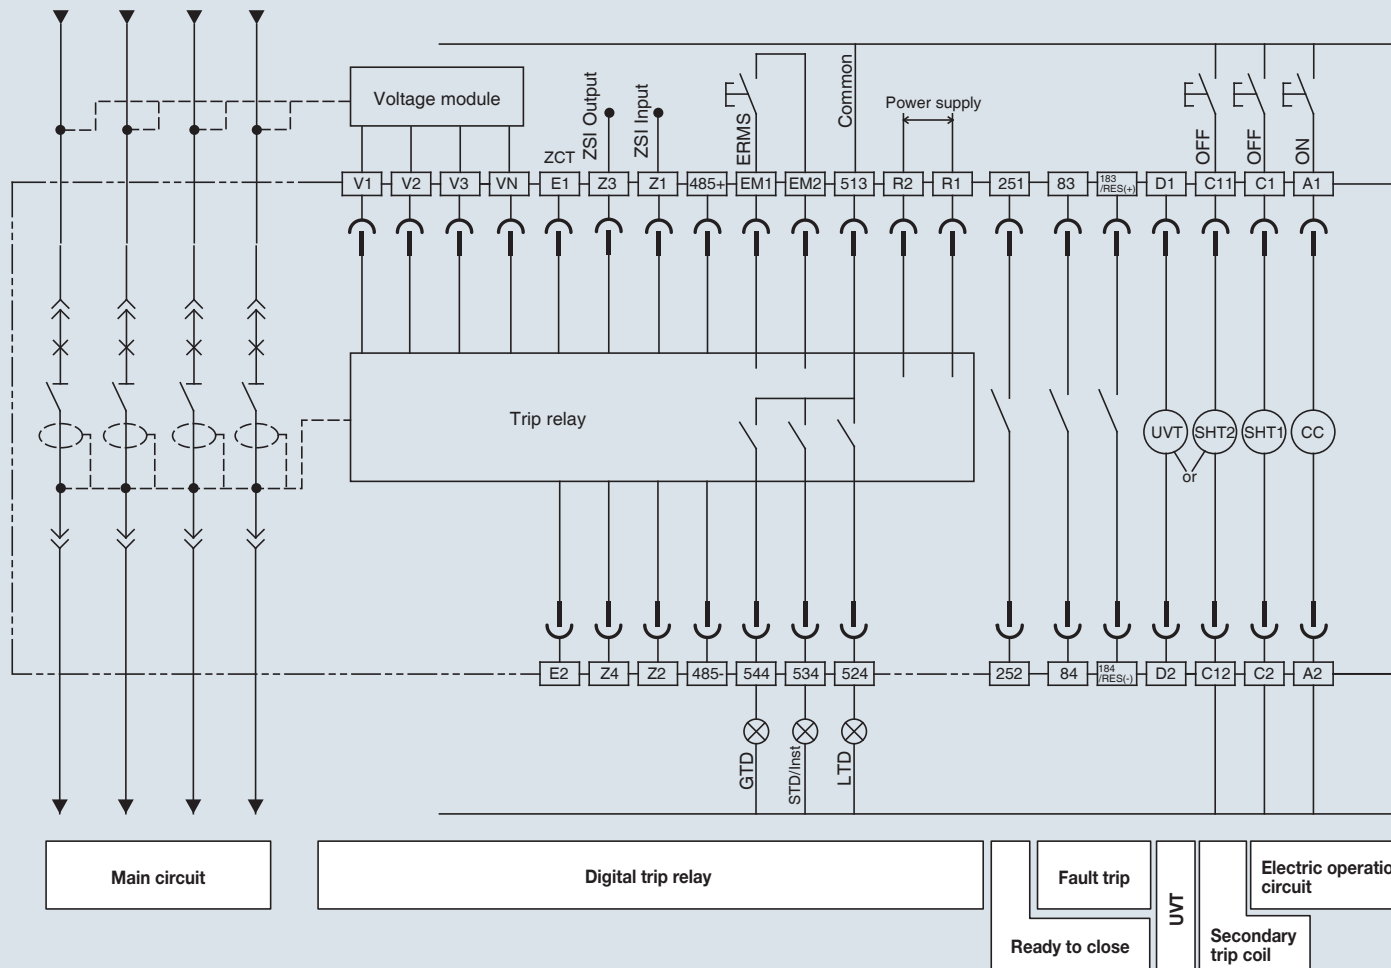 Voltage module
ZCT
ZSI Output
ZSI Input
ERMS
Common
Power supply
OFF
OFF
ON
V1
V2
V3
VN
E1
Z3
Z1
485+
EM1
EM2
513
R2
R1
251
83
183
/RES(+)
D1
C11
C1
A1
Trip relay
UVT
SHT2
SHT1
CC
or
E2
Z4
Z2
485-
544
534
524
252
84
184
/RES(-)
D2
C12
C2
A2
GTD
STD/Inst
LTD
Main circuit
Digital trip relay
Fault trip
Ready to close
UVT
Secondary
trip coil
Electric operatio
circuit